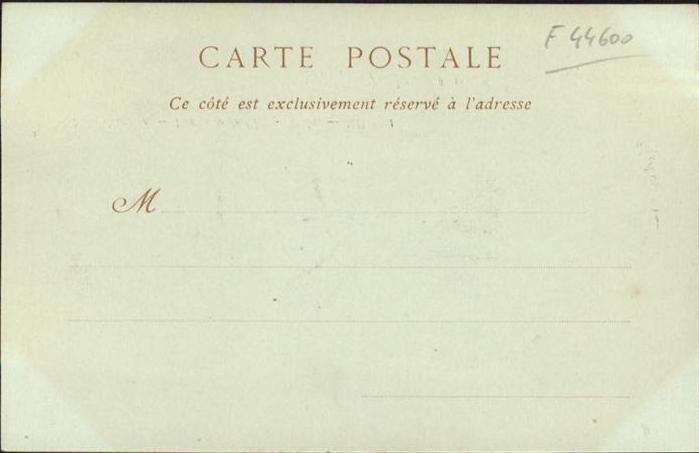 F 44600
CARTE POSTALE
Ce côté est exclusivement réservé à l'adresse
M